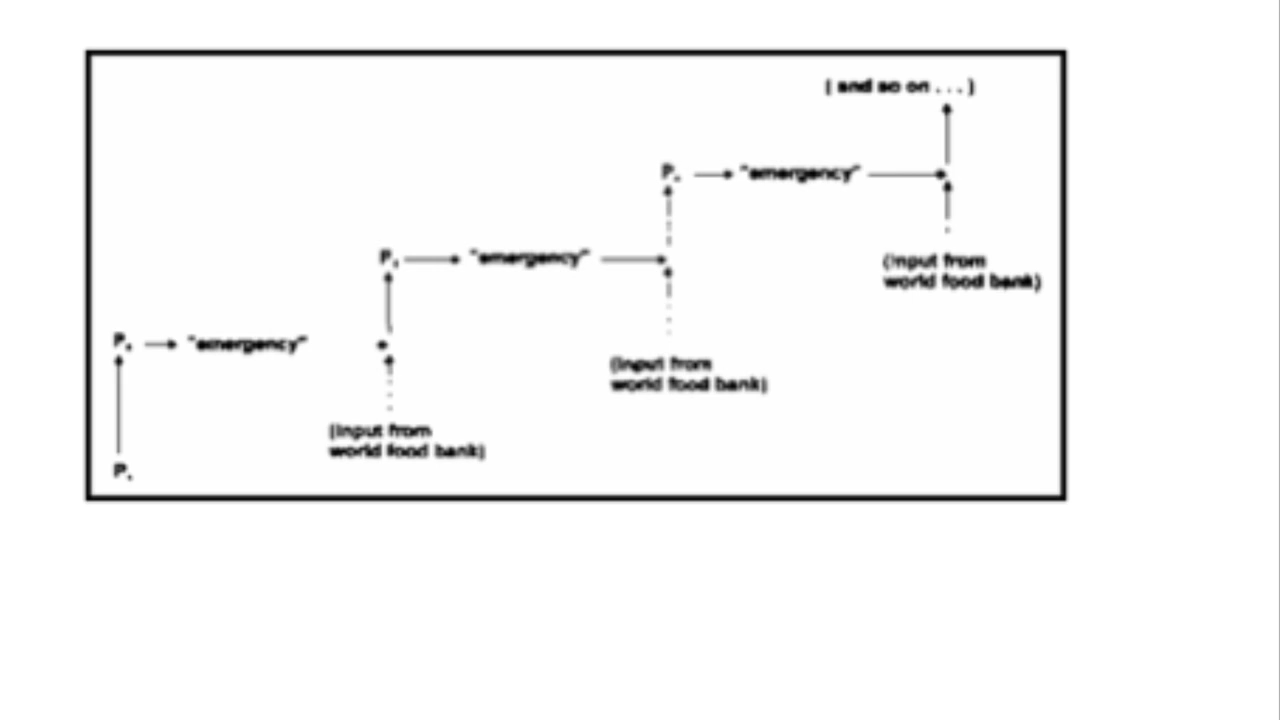 ( and so on . . . )
P "emergency"
(input from
world food bank)
P "emergency"
(input from
world food bank)
P "emergency"
(input from
world food bank)
P